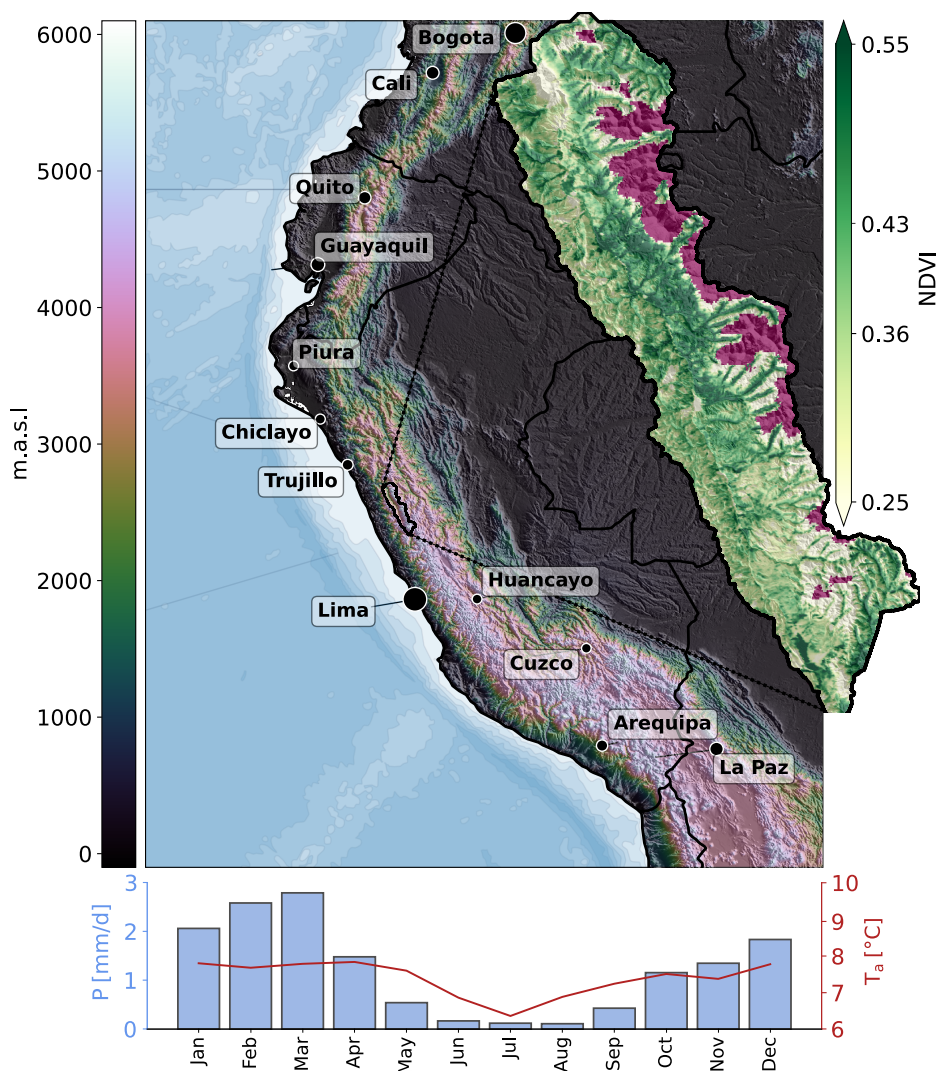 6000
5000
4000
3000
2000
1000
0
m.a.s.l
Bogota
Cali
Quito
Guayaquil
Piura
Chiclayo
Trujillo
Lima
Huancayo
Cuzco
Arequipa
La Paz
0.55
0.43
0.36
0.25
NDVI
3
2
1
0
P [mm/d]
10
9
8
7
6
Ta [°C]
Jan
Feb
Mar
Apr
May
Jun
Jul
Aug
Sep
Oct
Nov
Dec